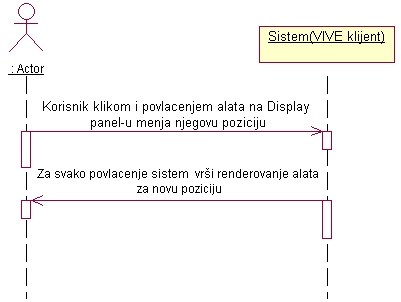 Sistem(VIVE klijent)
: Actor
Korisnik klikom i povlacenjem alata na Display
panel-u menja njegovu poziciju
Za svako povlacenje sistem vrši renderovanje alata
za novu poziciju